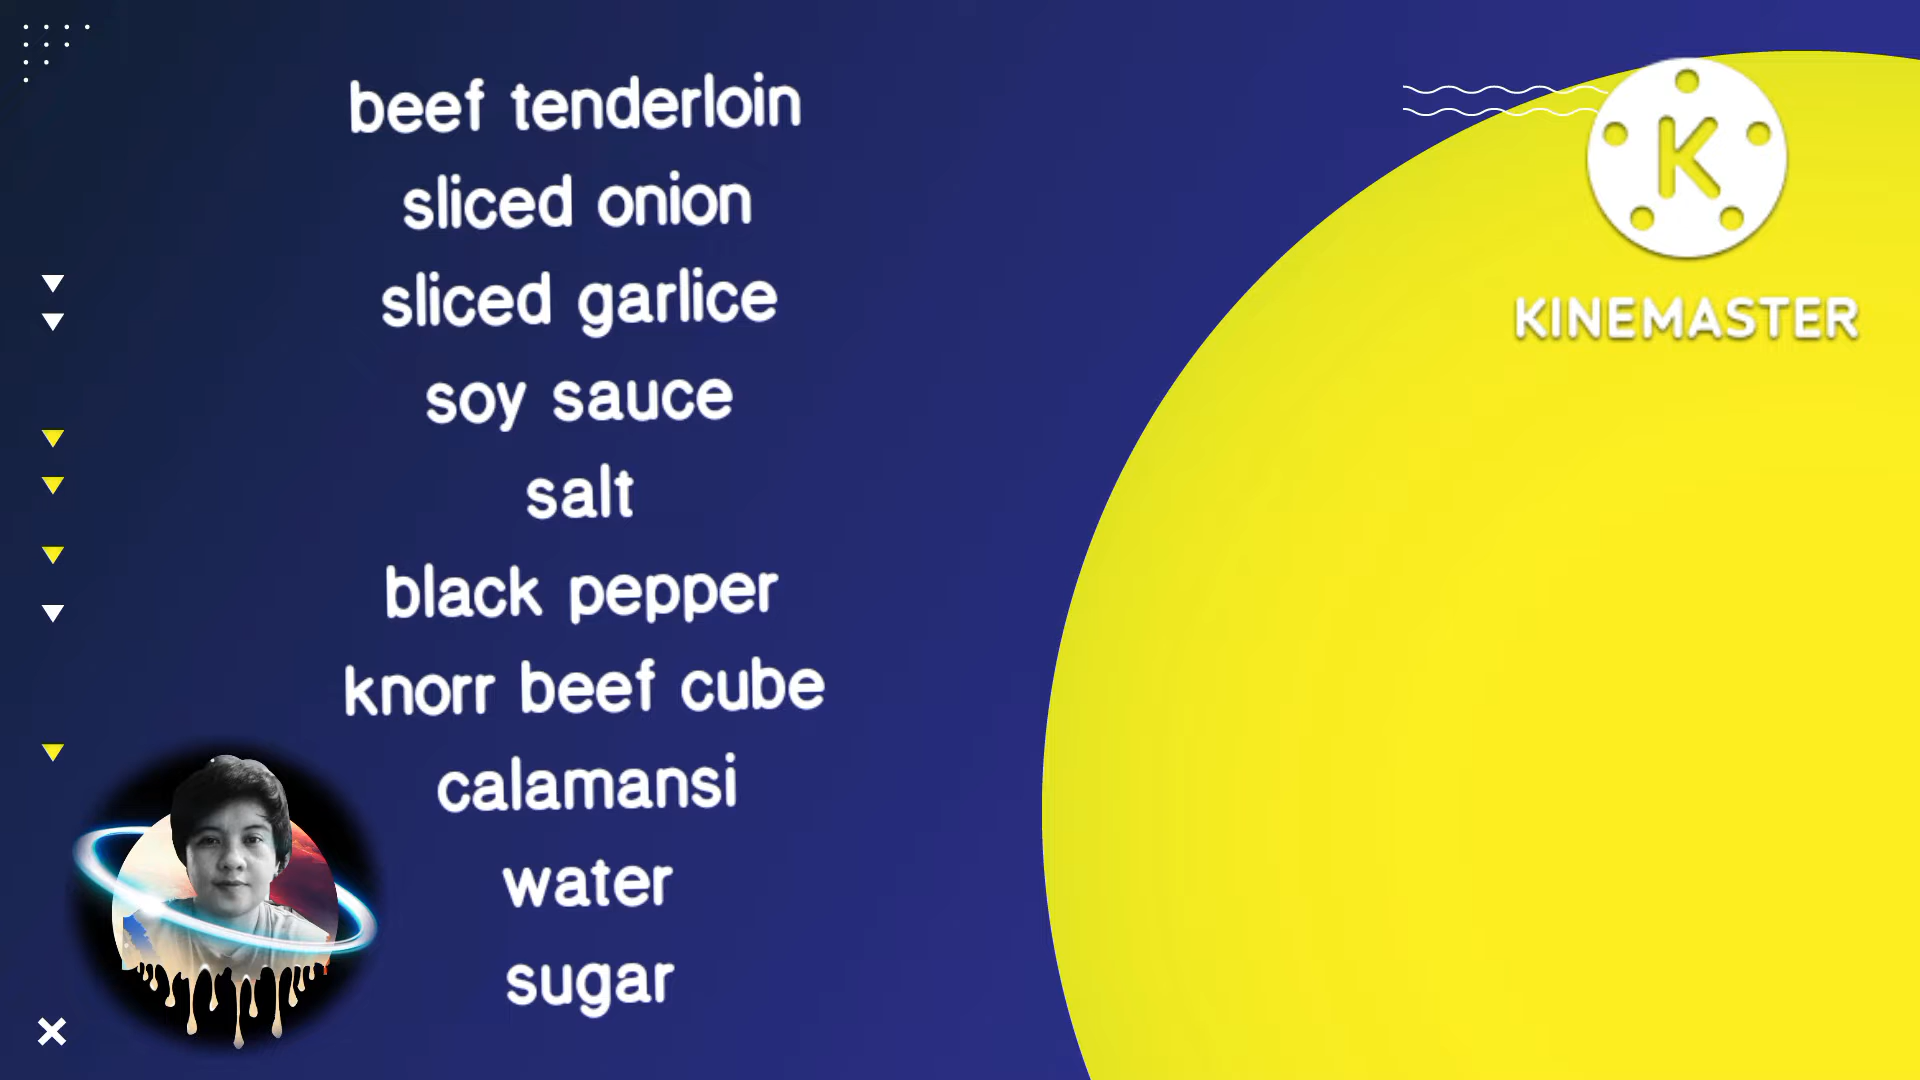 beef tenderloin
sliced onion
sliced garlice
soy sauce
salt
black pepper
knorr beef cube
calamansi
water
sugar
K
KINEMASTER